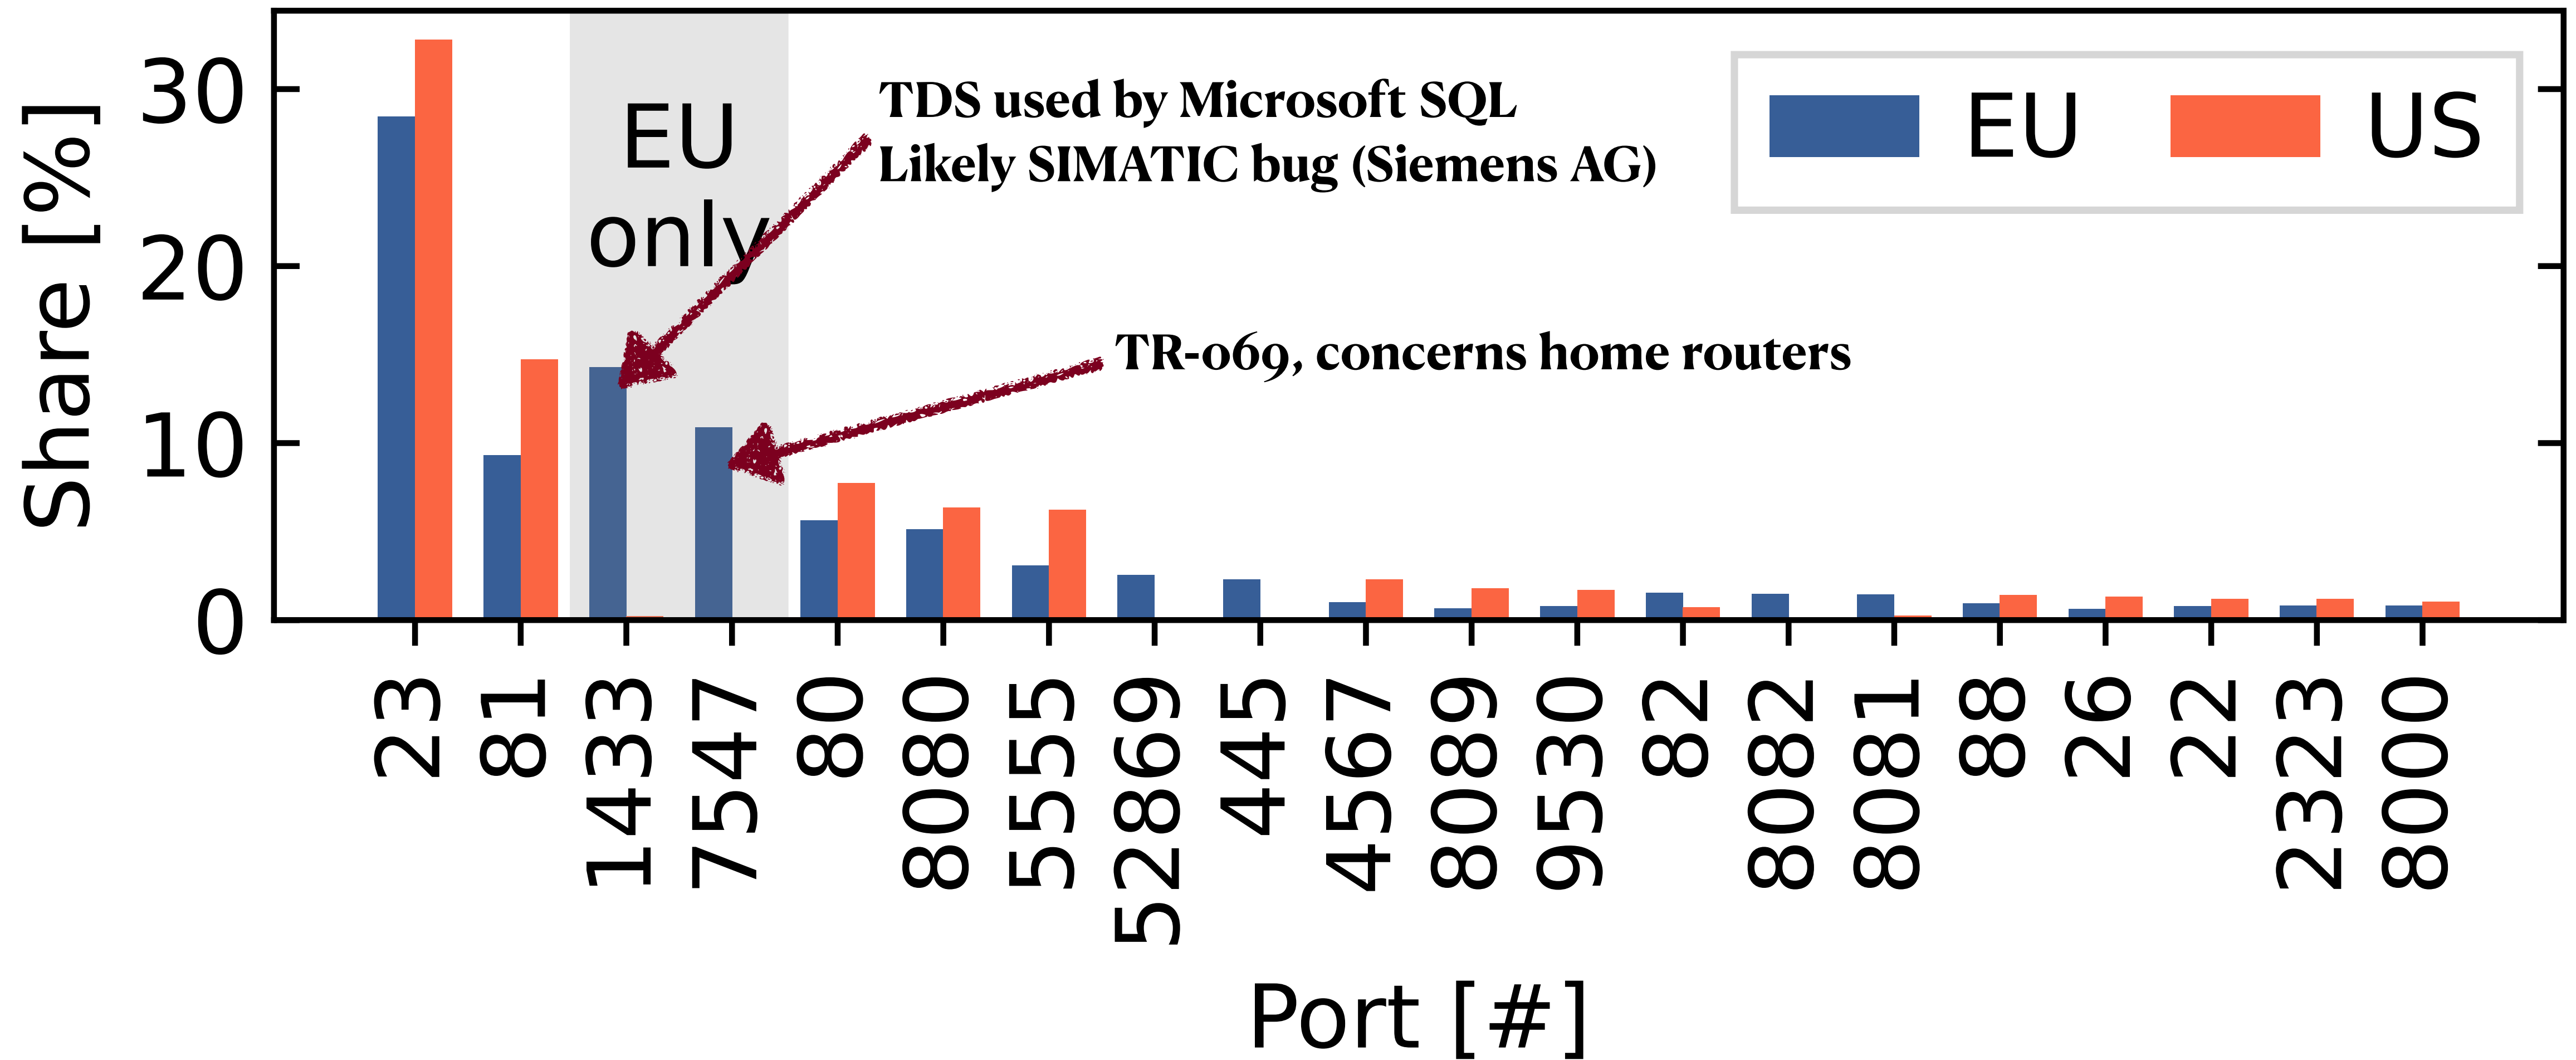 Share [%]
30
20
10
0
EU
only
TDS used by Microsoft SQL
Likely SIMATIC bug (Siemens AG)
TR-069, concerns home routers
EU US
23 81 1433 7547 80 8080 5555 52869 445 4567 8089 9530 82 8082 8081 88 26 22 2323 8000
Port [#]